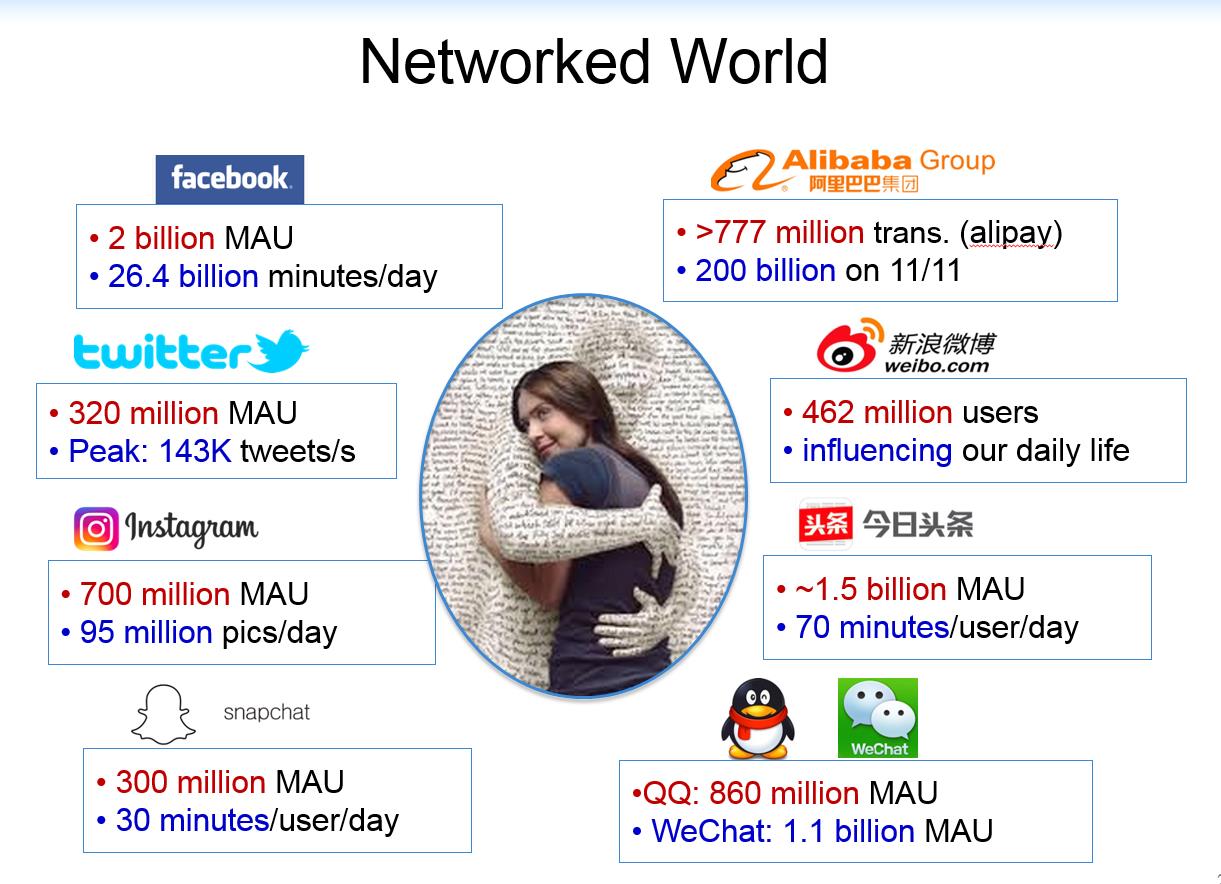 Networked World
facebook
• 2 billion MAU
• 26.4 billion minutes/day
twitter
• 320 million MAU
• Peak: 143K tweets/s
Instagram
• 700 million MAU
• 95 million pics/day
snapchat
• 300 million MAU
• 30 minutes/user/day
Alibaba Group
阿里巴巴集团
• >777 million trans. (alipay)
• 200 billion on 11/11
新浪微博
weibo.com
• 462 million users
• influencing our daily life
头条 今日头条
• ~1.5 billion MAU
• 70 minutes/user/day
WeChat
•QQ: 860 million MAU
• WeChat: 1.1 billion MAU